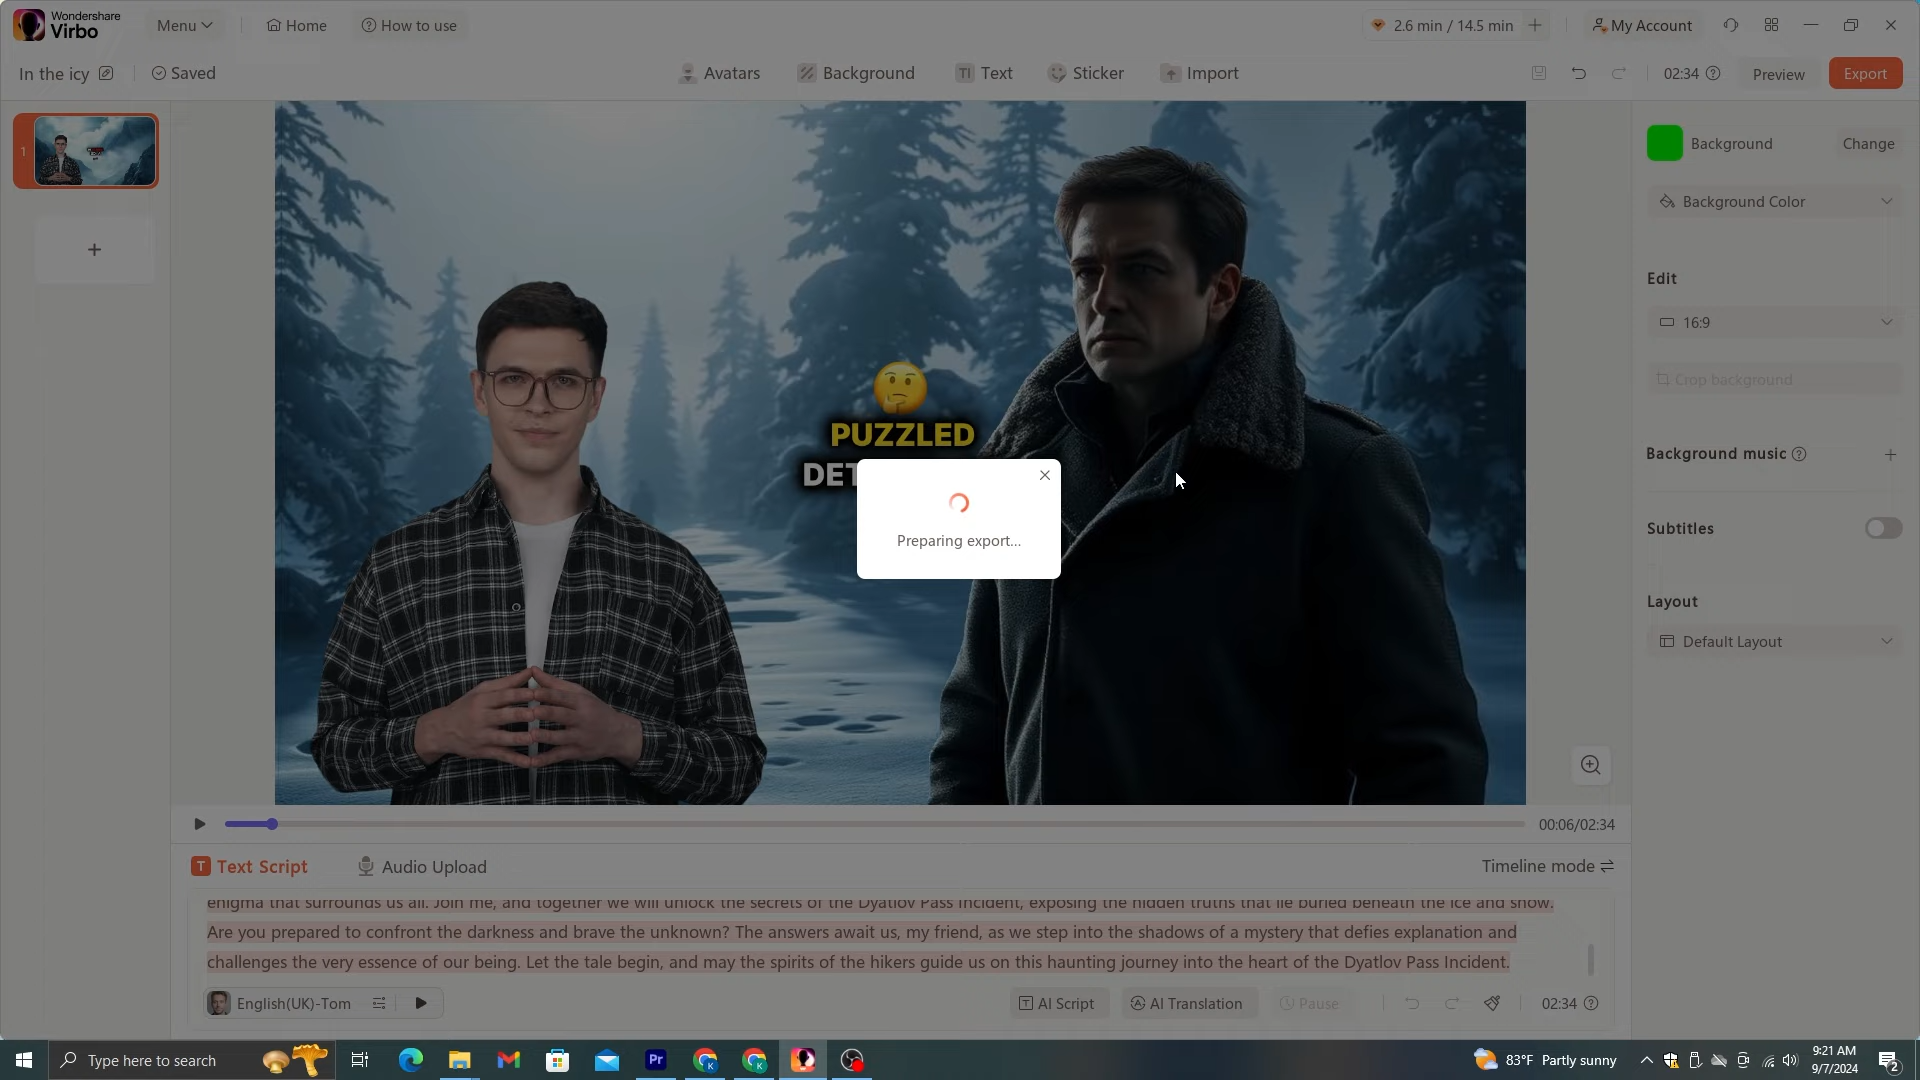 Wondershare
Virbo
Menu
Home
How to use
2.6 min / 14.5 min
My Account
In the icy
Saved
Avatars
Background
TI Text
Sticker
Import
02:34
Preview
Export
1
Background
Change
Background Color
Edit
16:9
Crop background
PUZZLED
DET
Preparing export...
Background music
Subtitles
Layout
Default Layout
00:06/02:34
T Text Script
Audio Upload
Timeline mode
enigma that surrounds us all. Join me, and together we will unlock the secrets of the Dyatlov Pass Incident, exposing the hidden truths that lie buried beneath the ice and snow.
Are you prepared to confront the darkness and brave the unknown? The answers await us, my friend, as we step into the shadows of a mystery that defies explanation and
challenges the very essence of our being. Let the tale begin, and may the spirits of the hikers guide us on this haunting journey into the heart of the Dyatlov Pass Incident.
English(UK)-Tom
AI Script
AI Translation
Pause
02:34
Type here to search
Pr
K
K
83°F Partly sunny
9:21 AM
9/7/2024
2